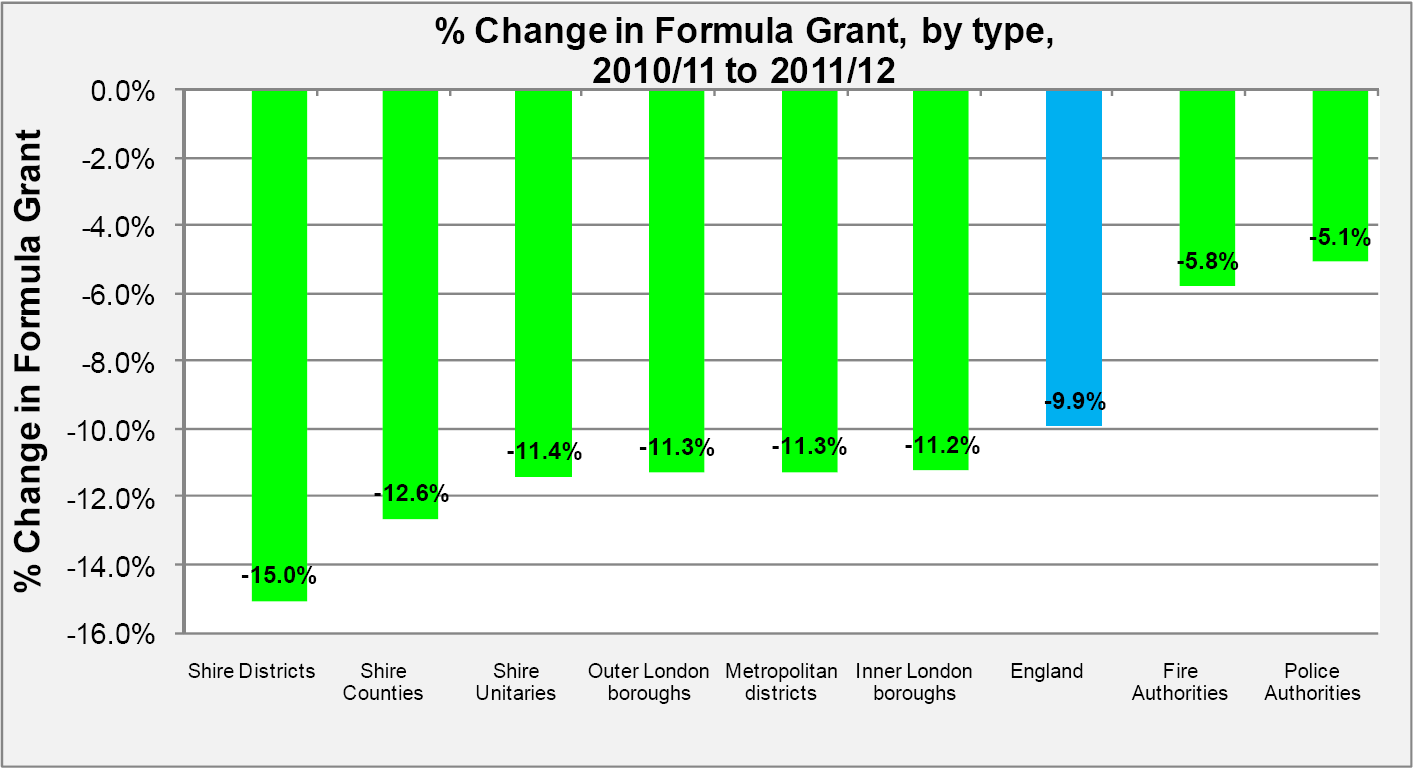 % Change in Formula Grant, by type,
2010/11 to 2011/12
% Change in Formula Grant
0.0%
-2.0%
-4.0%
-6.0%
-8.0%
-10.0%
-12.0%
-14.0%
-16.0%
-15.0%
-12.6%
-11.4%
-11.3%
-11.3%
-11.2%
-9.9%
-5.8%
-5.1%
Shire Districts
Shire
Counties
Shire
Unitaries
Outer London
boroughs
Metropolitan
districts
Inner London
boroughs
England
Fire
Authorities
Police
Authorities